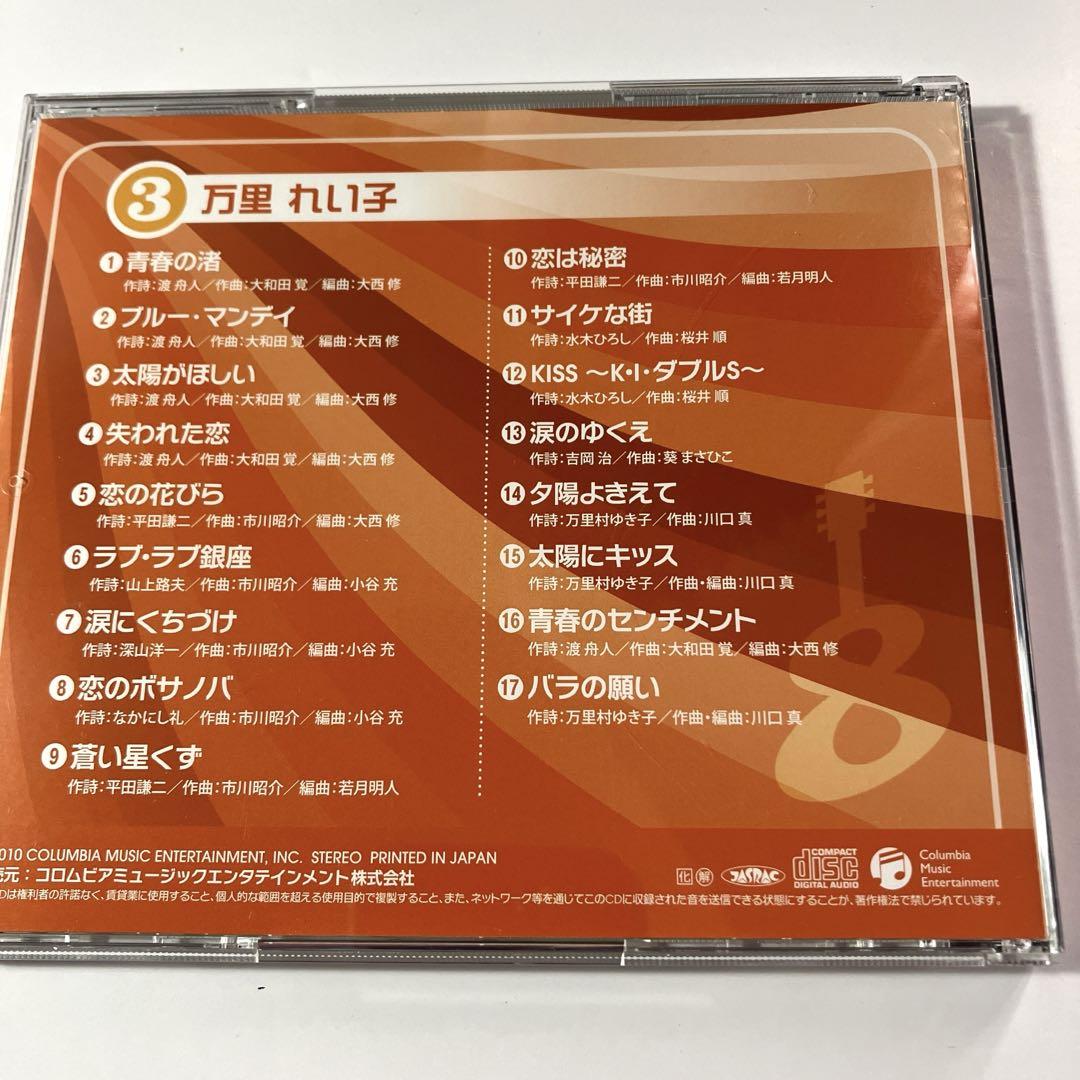 3 万里 れい子
1 青春の渚
作詩：渡 舟人／作曲：大和田 覚／編曲：大西 修
2 ブルー・マンデイ
作詩：渡 舟人／作曲：大和田 覚／編曲：大西 修
3 太陽がほしい
作詩：渡 舟人／作曲：大和田 覚／編曲：大西 修
4 失われた恋
作詩：渡 舟人／作曲：大和田 覚／編曲：大西 修
5 恋の花びら
作詩：平田謙二／作曲：市川昭介／編曲：大西 修
6 ラブ・ラブ銀座
作詩：山上路夫／作曲：市川昭介／編曲：小谷 充
7 涙にくちづけ
作詩：深山洋一／作曲：市川昭介／編曲：小谷 充
8 恋のボサノバ
作詩：なかにし礼／作曲：市川昭介／編曲：小谷 充
9 蒼い星くず
作詩：平田謙二／作曲：市川昭介／編曲：若月明人
10 恋は秘密
作詩：平田謙二／作曲：市川昭介／編曲：若月明人
11 サイケな街
作詩：水木ひろし／作曲：桜井 順
12 KISS 〜K・I・ダブルS〜
作詩：水木ひろし／作曲：桜井 順
13 涙のゆくえ
作詩：吉岡 治／作曲：葵 まさひこ
14 夕陽よきえて
作詩：万里村ゆき子／作曲：川口 真
15 太陽にキッス
作詩：万里村ゆき子／作曲・編曲：川口 真
16 青春のセンチメント
作詩：渡 舟人／作曲：大和田 覚／編曲：大西 修
17 バラの願い
作詩：万里村ゆき子／作曲・編曲：川口 真
010 COLUMBIA MUSIC ENTERTAINMENT, INC. STEREO PRINTED IN JAPAN
売元：コロムビアミュージックエンタテインメント株式会社
CDは権利者の許諾なく、賃貸業に使用すること、個人的な範囲を超える使用目的で複製すること、また、ネットワーク等を通じてこのCDに収録された音を送信できる状態にすることが、著作権法で禁じられています。
化 解
JASRAC
COMPACT
disc
DIGITAL AUDIO
Columbia
Music
Entertainment